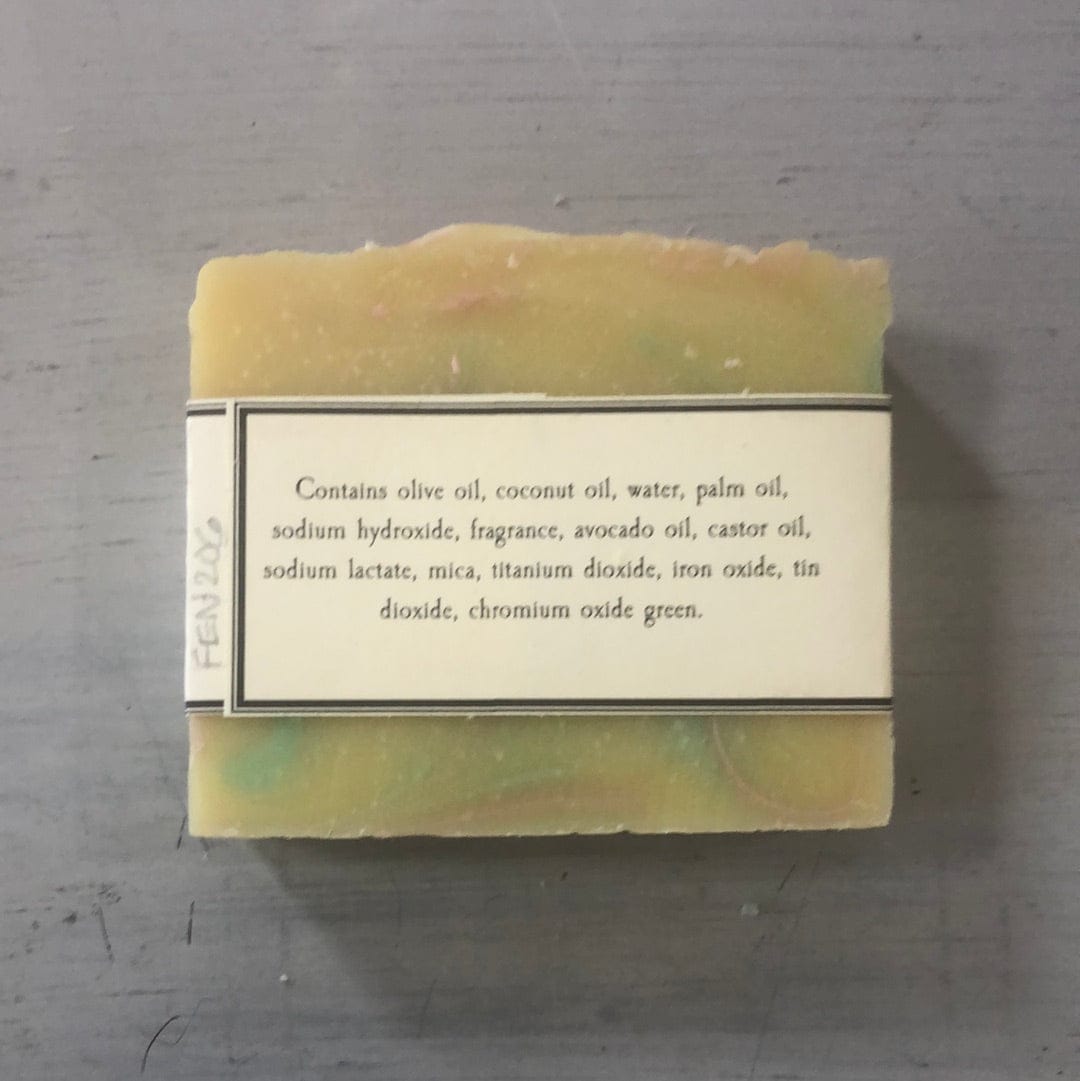 Contains olive oil, coconut oil, water, palm oil,
sodium hydroxide, fragrance, avocado oil, castor oil,
sodium lactate, mica, titanium dioxide, iron oxide, tin
dioxide, chromium oxide green.
FEN206